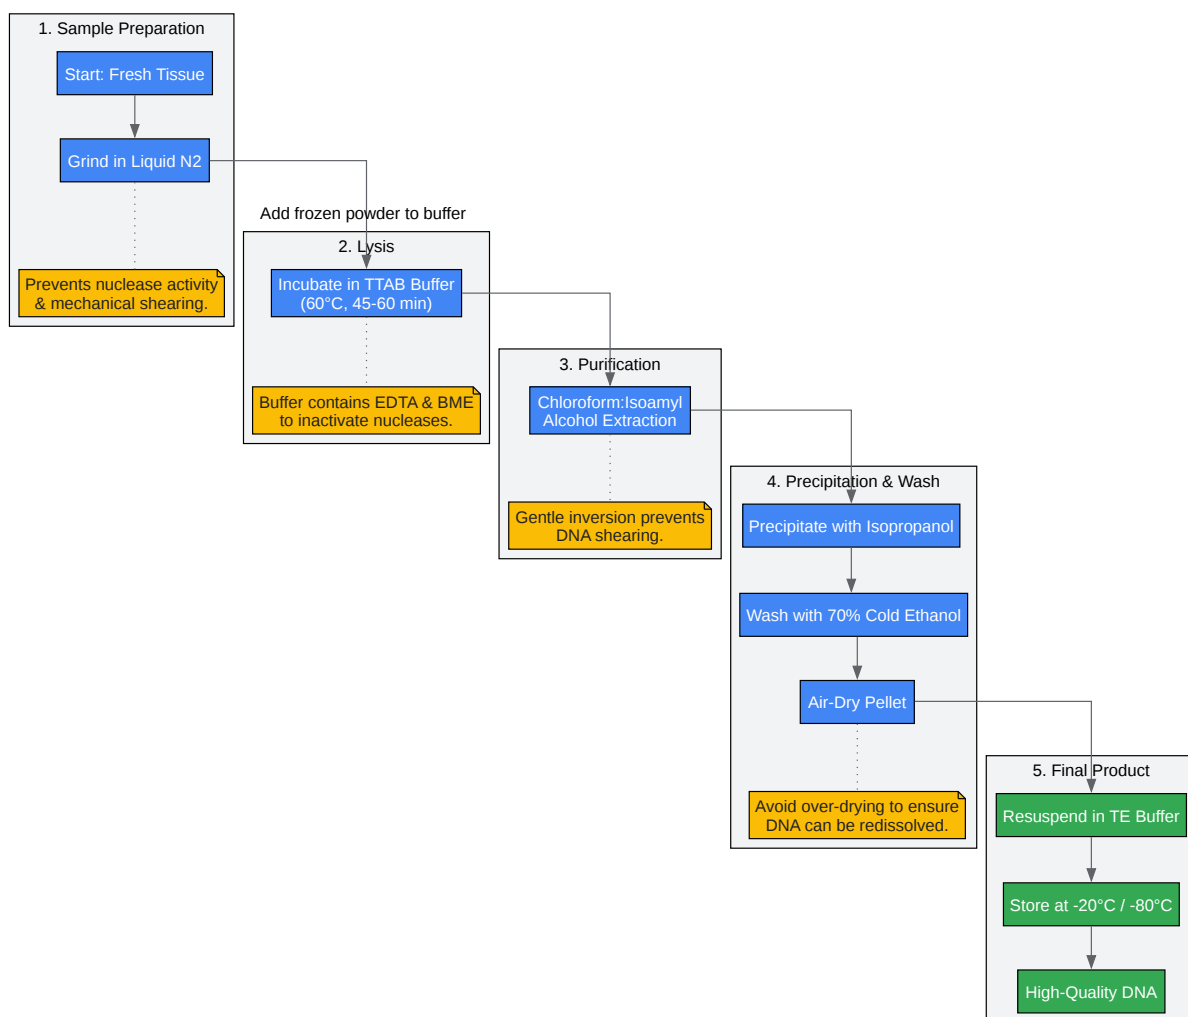 1. Sample Preparation
Start: Fresh Tissue
Grind in Liquid N2
Prevents nuclease activity
& mechanical shearing.
Add frozen powder to buffer
2. Lysis
Incubate in TTAB Buffer
(60°C, 45-60 min)
Buffer contains EDTA & BME
to inactivate nucleases.
3. Purification
Chloroform:Isoamyl
Alcohol Extraction
Gentle inversion prevents
DNA shearing.
4. Precipitation & Wash
Precipitate with Isopropanol
Wash with 70% Cold Ethanol
Air-Dry Pellet
Avoid over-drying to ensure
DNA can be redissolved.
5. Final Product
Resuspend in TE Buffer
Store at -20°C / -80°C
High-Quality DNA